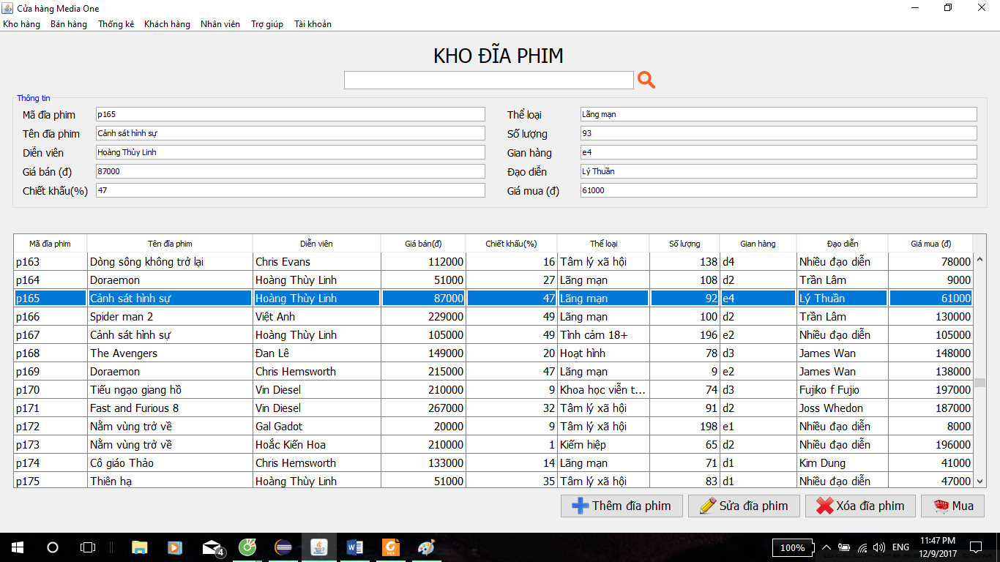 Cửa hàng Media One
Kho hàng Bán hàng Thống kê Khách hàng Nhân viên Trợ giúp Tài khoản
KHO ĐĨA PHIM
Thông tin
Mã đĩa phim p165 Thể loại Lãng mạn
Tên đĩa phim Cảnh sát hình sự Số lượng 93
Diễn viên Hoàng Thùy Linh Gian hàng e4
Giá bán (đ) 87000 Đạo diễn Lý Thuần
Chiết khấu(%) 47 Giá mua (đ) 61000
Mã đĩa phim Tên đĩa phim Diễn viên Giá bán(đ) Chiết khấu(%) Thể loại Số lượng Gian hàng Đạo diễn Giá mua (đ)
p163 Dòng sông không trở lại Chris Evans 112000 16 Tâm lý xã hội 138 d4 Nhiều đạo diễn 78000
p164 Doraemon Hoàng Thùy Linh 51000 27 Lãng mạn 108 d2 Trần Lâm 9000
p165 Cảnh sát hình sự Hoàng Thùy Linh 87000 47 Lãng mạn 92 e4 Lý Thuần 61000
p166 Spider man 2 Việt Anh 229000 49 Lãng mạn 100 d2 Trần Lâm 130000
p167 Cảnh sát hình sự Hoàng Thùy Linh 105000 49 Tình cảm 18+ 196 e2 Nhiều đạo diễn 105000
p168 The Avengers Đan Lê 149000 20 Hoạt hình 78 d3 James Wan 148000
p169 Doraemon Chris Hemsworth 215000 47 Lãng mạn 9 e2 James Wan 138000
p170 Tiếu ngạo giang hồ Vin Diesel 210000 9 Khoa học viễn t... 74 d3 Fujiko f Fujio 197000
p171 Fast and Furious 8 Vin Diesel 267000 32 Tâm lý xã hội 91 d2 Joss Whedon 187000
p172 Nằm vùng trở về Gal Gadot 20000 9 Tâm lý xã hội 198 e1 Nhiều đạo diễn 8000
p173 Nằm vùng trở về Hoắc Kiến Hoa 210000 1 Kiếm hiệp 65 d2 Nhiều đạo diễn 196000
p174 Cô giáo Thảo Chris Hemsworth 133000 14 Lãng mạn 71 d1 Kim Dung 41000
p175 Thiên hạ Hoàng Thùy Linh 51000 35 Tâm lý xã hội 83 d1 Nhiều đạo diễn 47000
Thêm đĩa phim Sửa đĩa phim Xóa đĩa phim Mua
4 W PDF 100% ENG 11:47 PM
12/9/2017